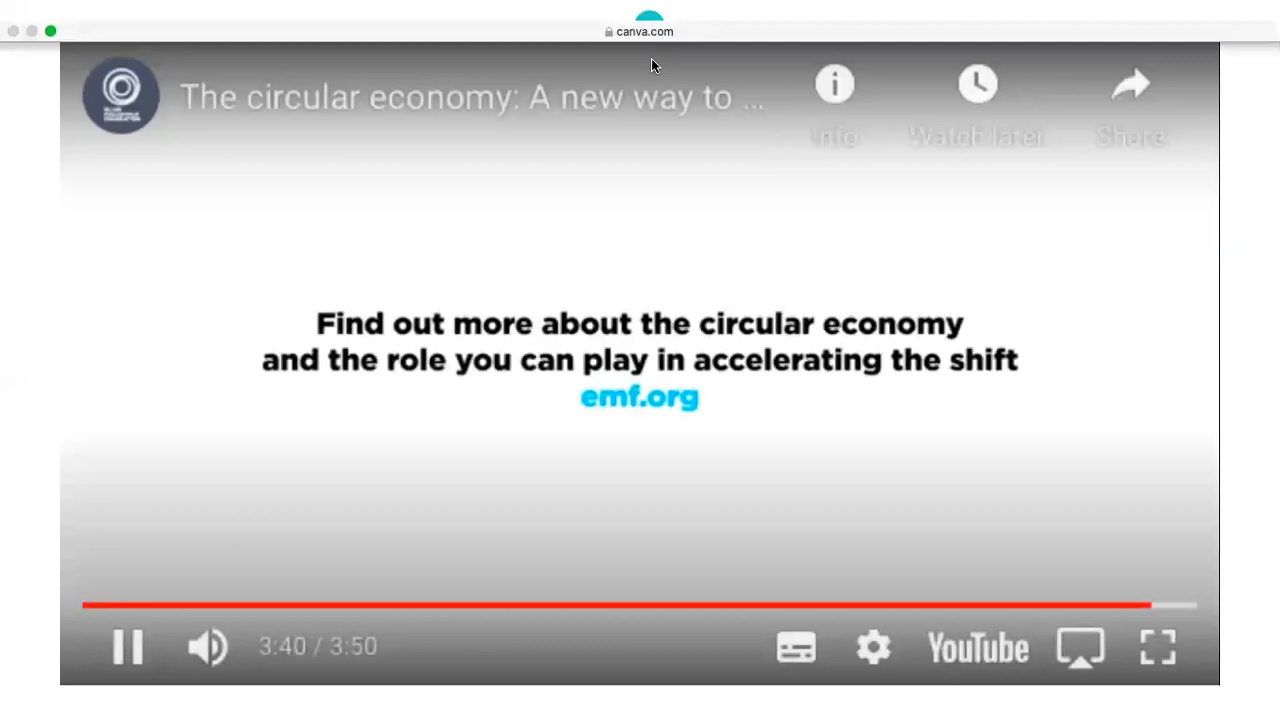 canva.com
The circular economy: A new way to ...
Info
Watch later
Share
Find out more about the circular economy
and the role you can play in accelerating the shift
emf.org
3:40 / 3:50
YouTube